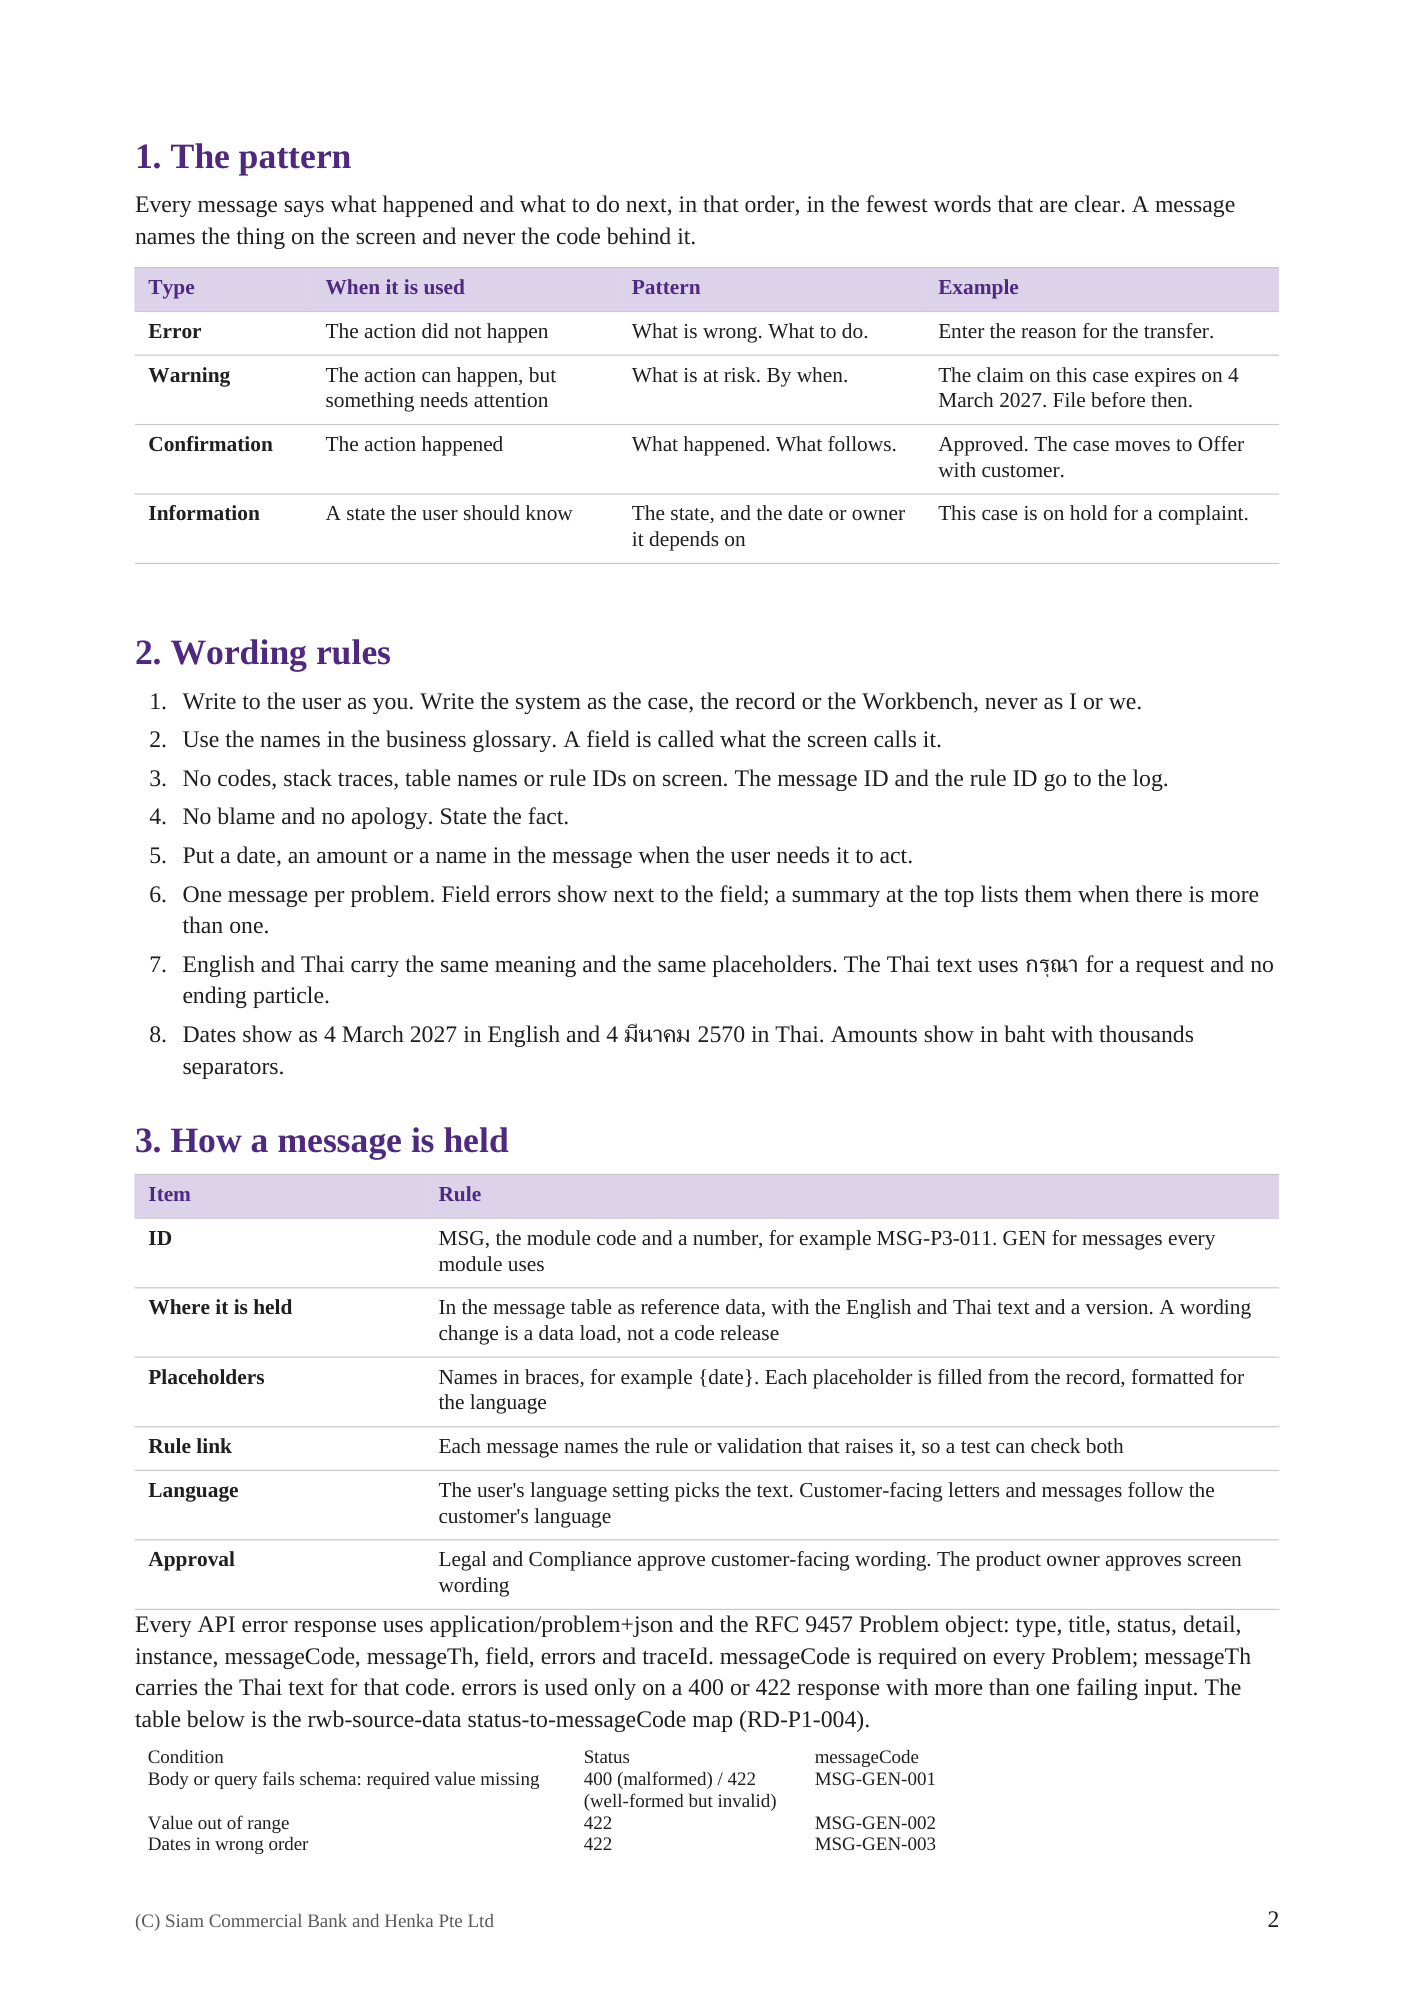 1. The pattern
Every message says what happened and what to do next, in that order, in the fewest words that are clear. A message
names the thing on the screen and never the code behind it.
Type When it is used Pattern Example
Error The action did not happen What is wrong. What to do. Enter the reason for the transfer.
Warning The action can happen, but What is at risk. By when. The claim on this case expires on 4
something needs attention March 2027. File before then.
Confirmation The action happened What happened. What follows. Approved. The case moves to Offer
with customer.
Information A state the user should know The state, and the date or owner This case is on hold for a complaint.
it depends on
2. Wording rules
1. Write to the user as you. Write the system as the case, the record or the Workbench, never as I or we.
2. Use the names in the business glossary. A field is called what the screen calls it.
3. No codes, stack traces, table names or rule IDs on screen. The message ID and the rule ID go to the log.
4. No blame and no apology. State the fact.
5. Put a date, an amount or a name in the message when the user needs it to act.
6. One message per problem. Field errors show next to the field; a summary at the top lists them when there is more
than one.
7. English and Thai carry the same meaning and the same placeholders. The Thai text uses กรุณา for a request and no
ending particle.
8. Dates show as 4 March 2027 in English and 4 มีนาคม 2570 in Thai. Amounts show in baht with thousands
separators.
3. How a message is held
Item Rule
ID MSG, the module code and a number, for example MSG-P3-011. GEN for messages every
module uses
Where it is held In the message table as reference data, with the English and Thai text and a version. A wording
change is a data load, not a code release
Placeholders Names in braces, for example {date}. Each placeholder is filled from the record, formatted for
the language
Rule link Each message names the rule or validation that raises it, so a test can check both
Language The user's language setting picks the text. Customer-facing letters and messages follow the
customer's language
Approval Legal and Compliance approve customer-facing wording. The product owner approves screen
wording
Every API error response uses application/problem+json and the RFC 9457 Problem object: type, title, status, detail,
instance, messageCode, messageTh, field, errors and traceId. messageCode is required on every Problem; messageTh
carries the Thai text for that code. errors is used only on a 400 or 422 response with more than one failing input. The
table below is the rwb-source-data status-to-messageCode map (RD-P1-004).
Condition Status messageCode
Body or query fails schema: required value missing 400 (malformed) / 422 MSG-GEN-001
(well-formed but invalid)
Value out of range 422 MSG-GEN-002
Dates in wrong order 422 MSG-GEN-003
(C) Siam Commercial Bank and Henka Pte Ltd 2